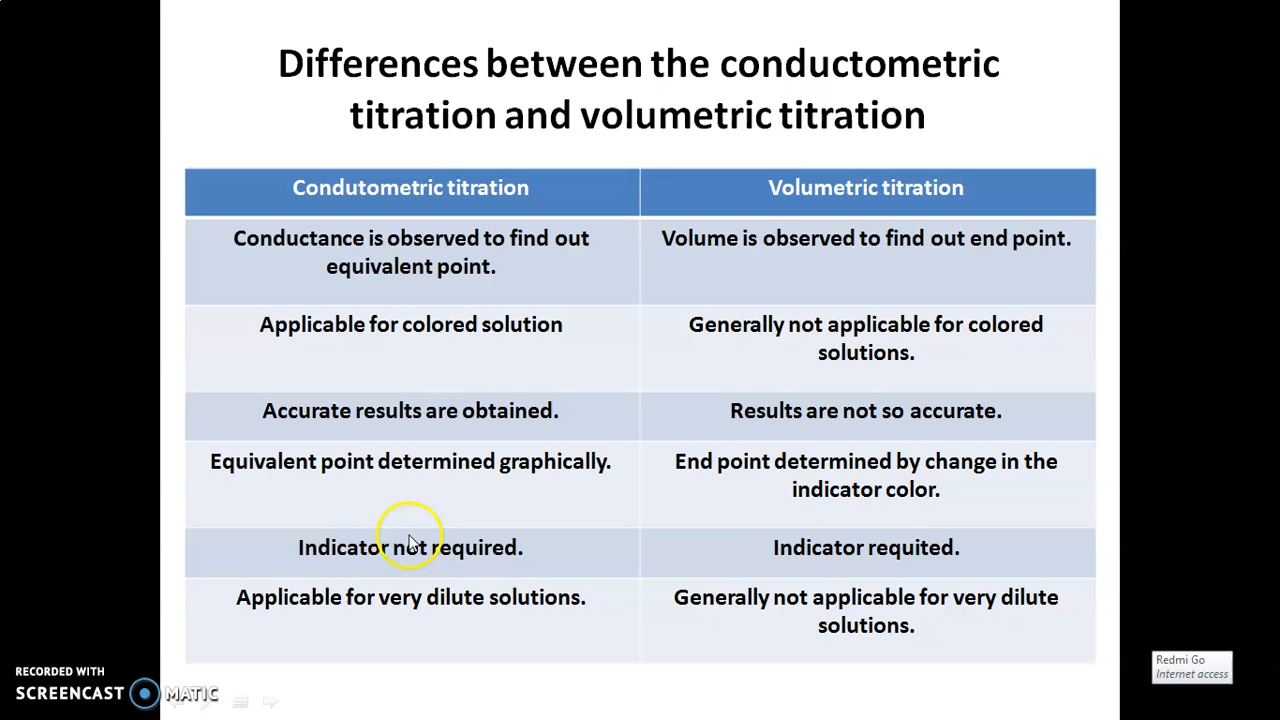 Differences between the conductometric
titration and volumetric titration
Condutometric titration
Volumetric titration
Conductance is observed to find out
equivalent point.
Volume is observed to find out end point.
Applicable for colored solution
Generally not applicable for colored
solutions.
Accurate results are obtained.
Results are not so accurate.
Equivalent point determined graphically.
End point determined by change in the
indicator color.
Indicator not required.
Indicator requited.
Applicable for very dilute solutions.
Generally not applicable for very dilute
solutions.
Redmi Go
Internet access
RECORDED WITH
SCREENCAST MATIC